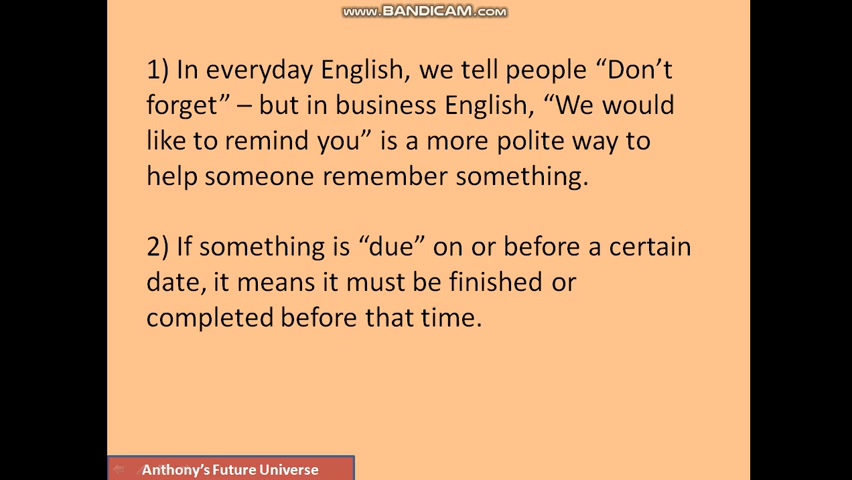 www.BANDICAM.com
1) In everyday English, we tell people “Don’t
forget” – but in business English, “We would
like to remind you” is a more polite way to
help someone remember something.
2) If something is “due” on or before a certain
date, it means it must be finished or
completed before that time.
Anthony’s Future Universe